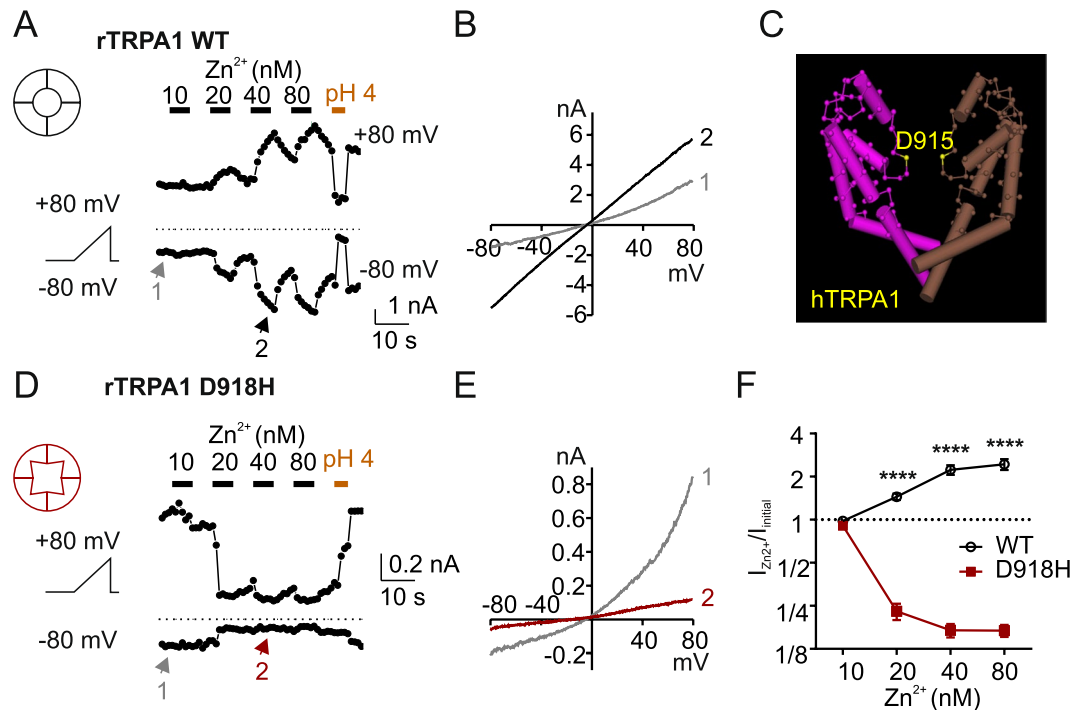 A
rTRPA1 WT
Zn²⁺ (nM)
10 20 40 80 pH 4
+80 mV
+80 mV
-80 mV
-80 mV
1
2
1 nA
10 s
B
nA
6
4
2
-2
-4
-6
-80 -40 40 80
mV
2
1
C
D915
hTRPA1
D
rTRPA1 D918H
Zn²⁺ (nM)
10 20 40 80 pH 4
+80 mV
-80 mV
1
2
0.2 nA
10 s
E
nA
0.8
0.6
0.4
0.2
-0.2
-80 -40 40 80
mV
1
2
F
I_Zn2+/I_initial
4
2
1
1/2
1/4
1/8
**** **** ****
WT
D918H
10 20 40 80
Zn²⁺ (nM)